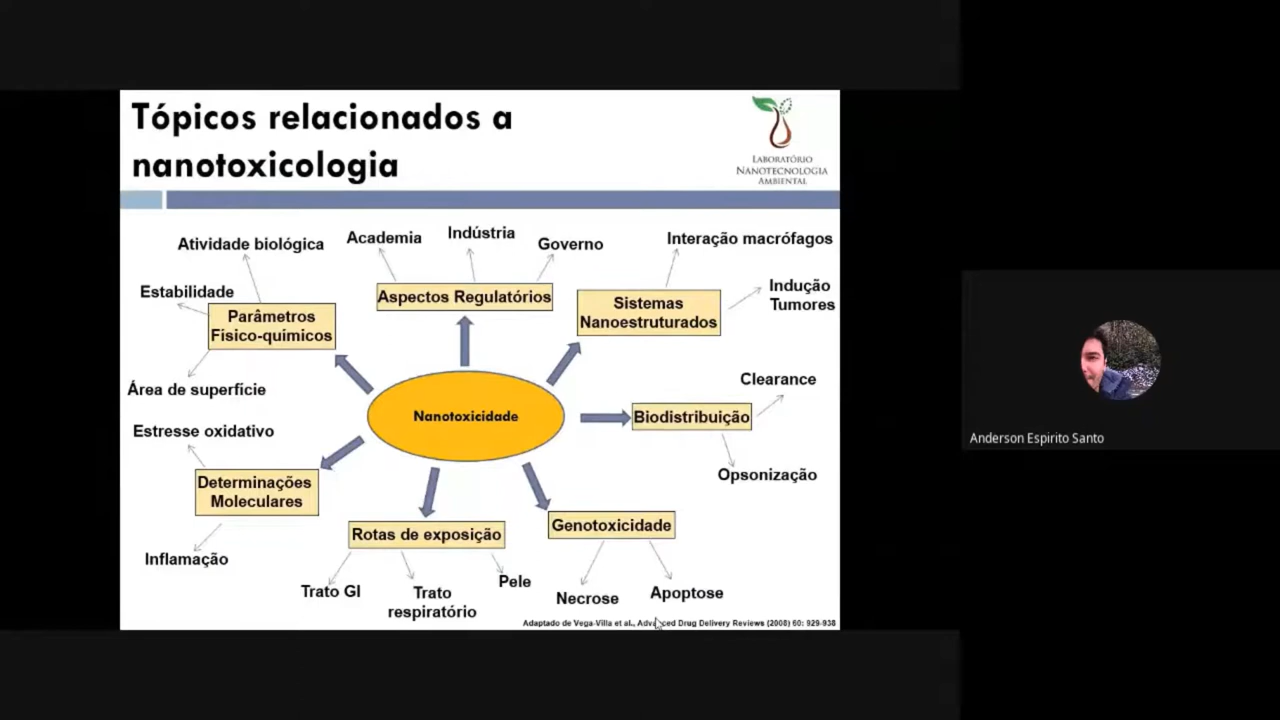 Tópicos relacionados a
nanotoxicologia
LABORATÓRIO
NANOTECNOLOGIA
AMBIENTAL
Atividade biológica
Academia
Indústria
Governo
Interação macrófagos
Estabilidade
Parâmetros
Físico-químicos
Aspectos Regulatórios
Sistemas
Nanoestruturados
Indução
Tumores
Área de superfície
Clearance
Nanotoxicidade
Biodistribuição
Estresse oxidativo
Opsonização
Determinações
Moleculares
Rotas de exposição
Genotoxicidade
Inflamação
Trato GI
Trato
respiratório
Pele
Necrose
Apoptose
Adaptado de Vega-Villa et al., Advanced Drug Delivery Reviews (2008) 60: 929-938
Anderson Espirito Santo